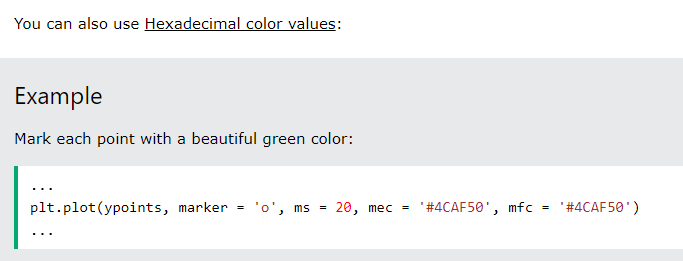 You can also use Hexadecimal color values:
Example
Mark each point with a beautiful green color:
...
plt.plot(ypoints, marker = 'o', ms = 20, mec = '#4CAF50', mfc = '#4CAF50')
...